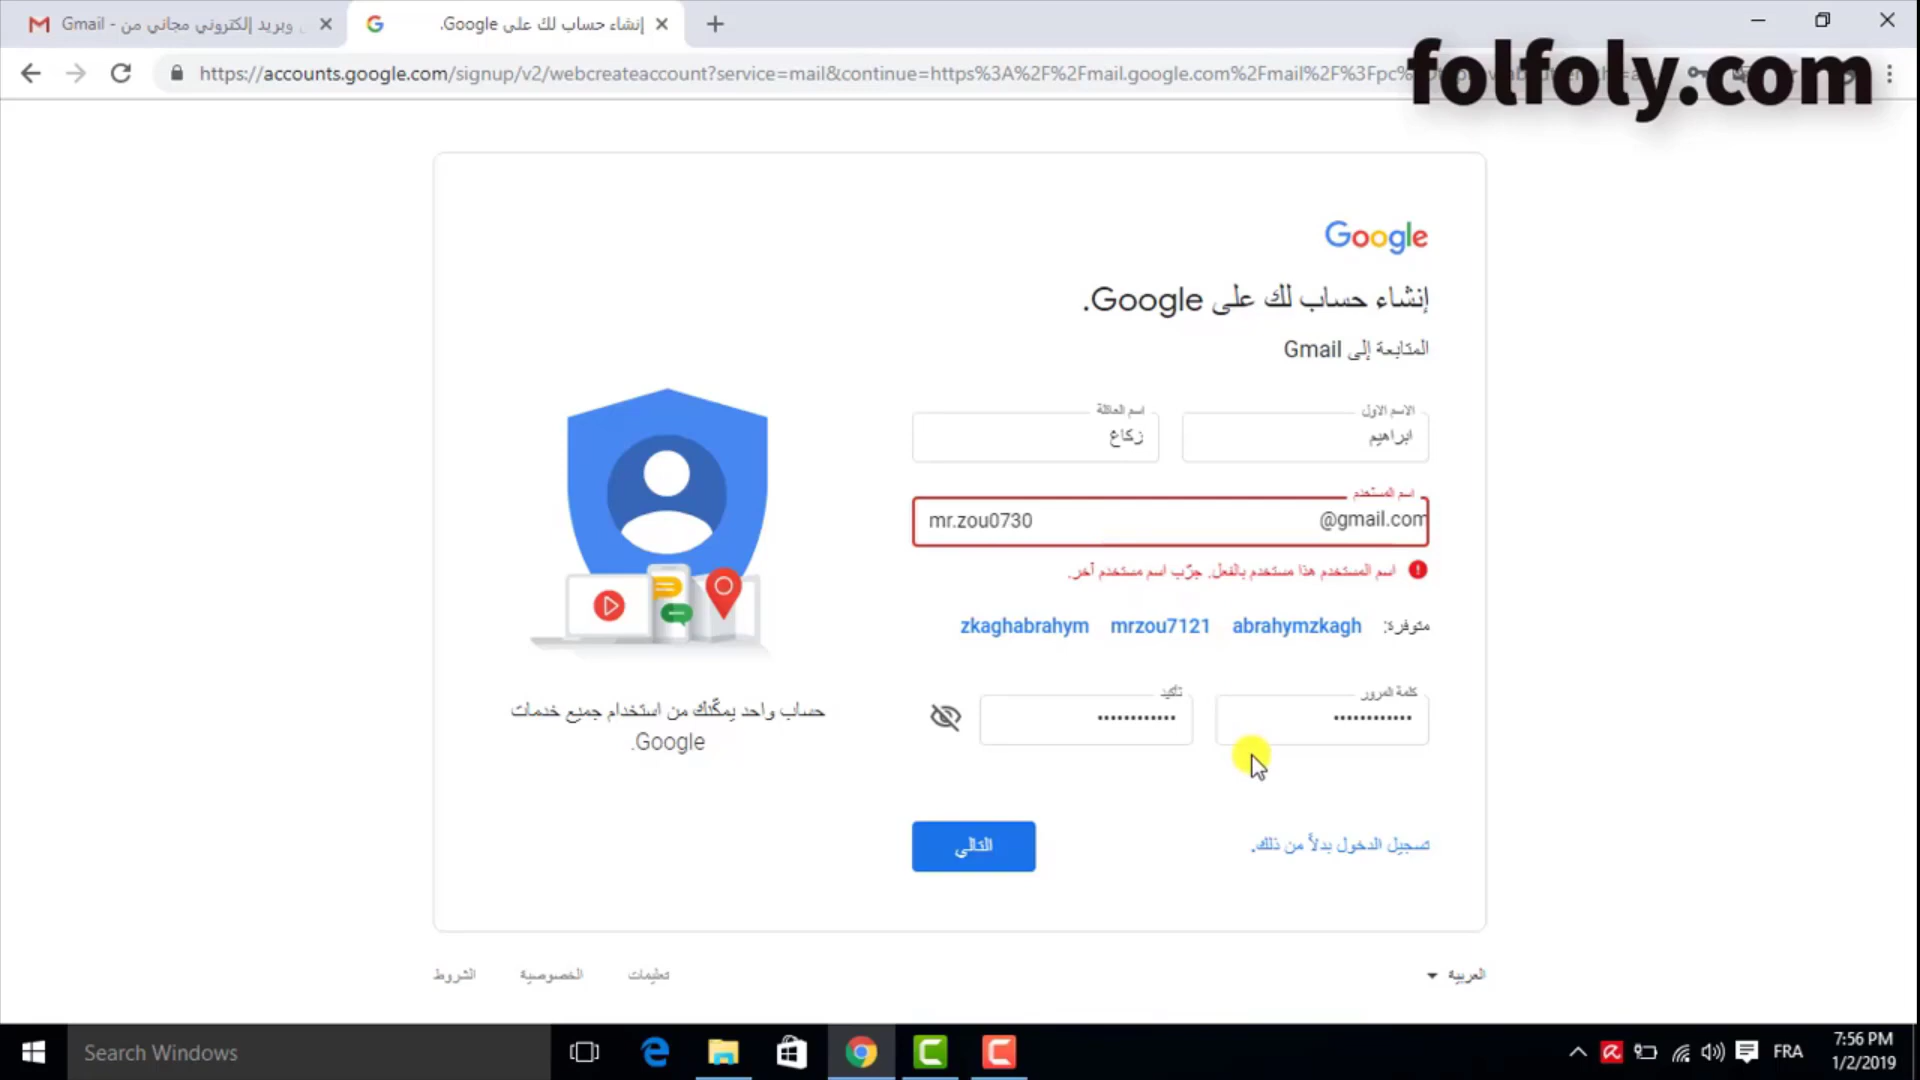 Gmail - وبريد إلكتروني مجاني من
إنشاء حساب لك على Google.
https://accounts.google.com/signup/v2/webcreateaccount?service=mail&continue=https%3A%2F%2Fmail.google.com%2Fmail%2F%3Fpc%
folfoly.com
Google
إنشاء حساب لك على Google.
المتابعة إلى Gmail
الاسم الأول
اسم العائلة
ابراهيم
زكاغ
اسم المستخدم
mr.zou0730 @gmail.com
اسم المستخدم هذا مستخدم بالفعل. جرّب اسم مستخدم آخر.
متوفرة: abrahymzkagh mrzou7121 zkaghabrahym
كلمة المرور
تأكيد
••••••••••••
••••••••••••
حساب واحد يمكّنك من استخدام جميع خدمات
Google.
تسجيل الدخول بدلاً من ذلك.
التالي
العربية
تعليمات
الخصوصية
الشروط
Search Windows
FRA
7:56 PM
1/2/2019